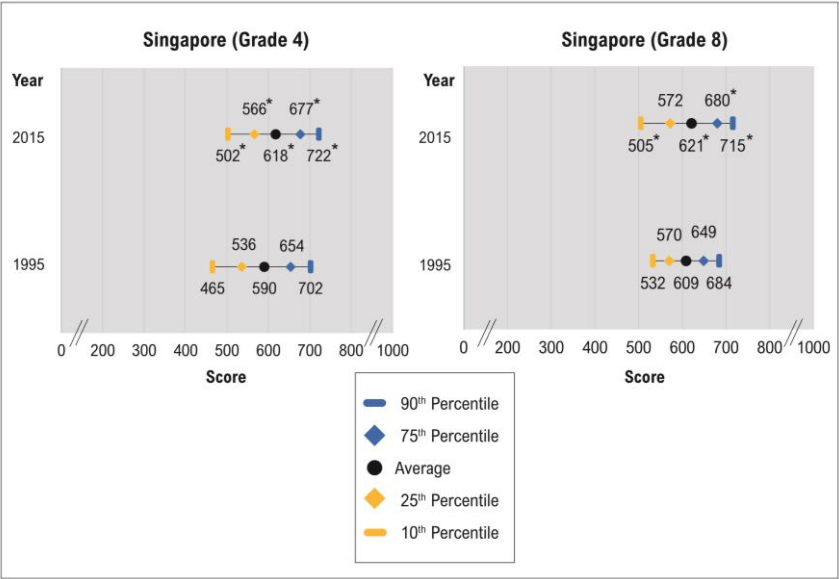 Singapore (Grade 4)
Year
566* 677*
2015
502* 618* 722*
536 654
1995
465 590 702
0 200 300 400 500 600 700 800 1000
Score
Singapore (Grade 8)
Year
572 680*
2015
505* 621* 715*
570 649
1995
532 609 684
0 200 300 400 500 600 700 800 1000
Score
90th Percentile
75th Percentile
Average
25th Percentile
10th Percentile